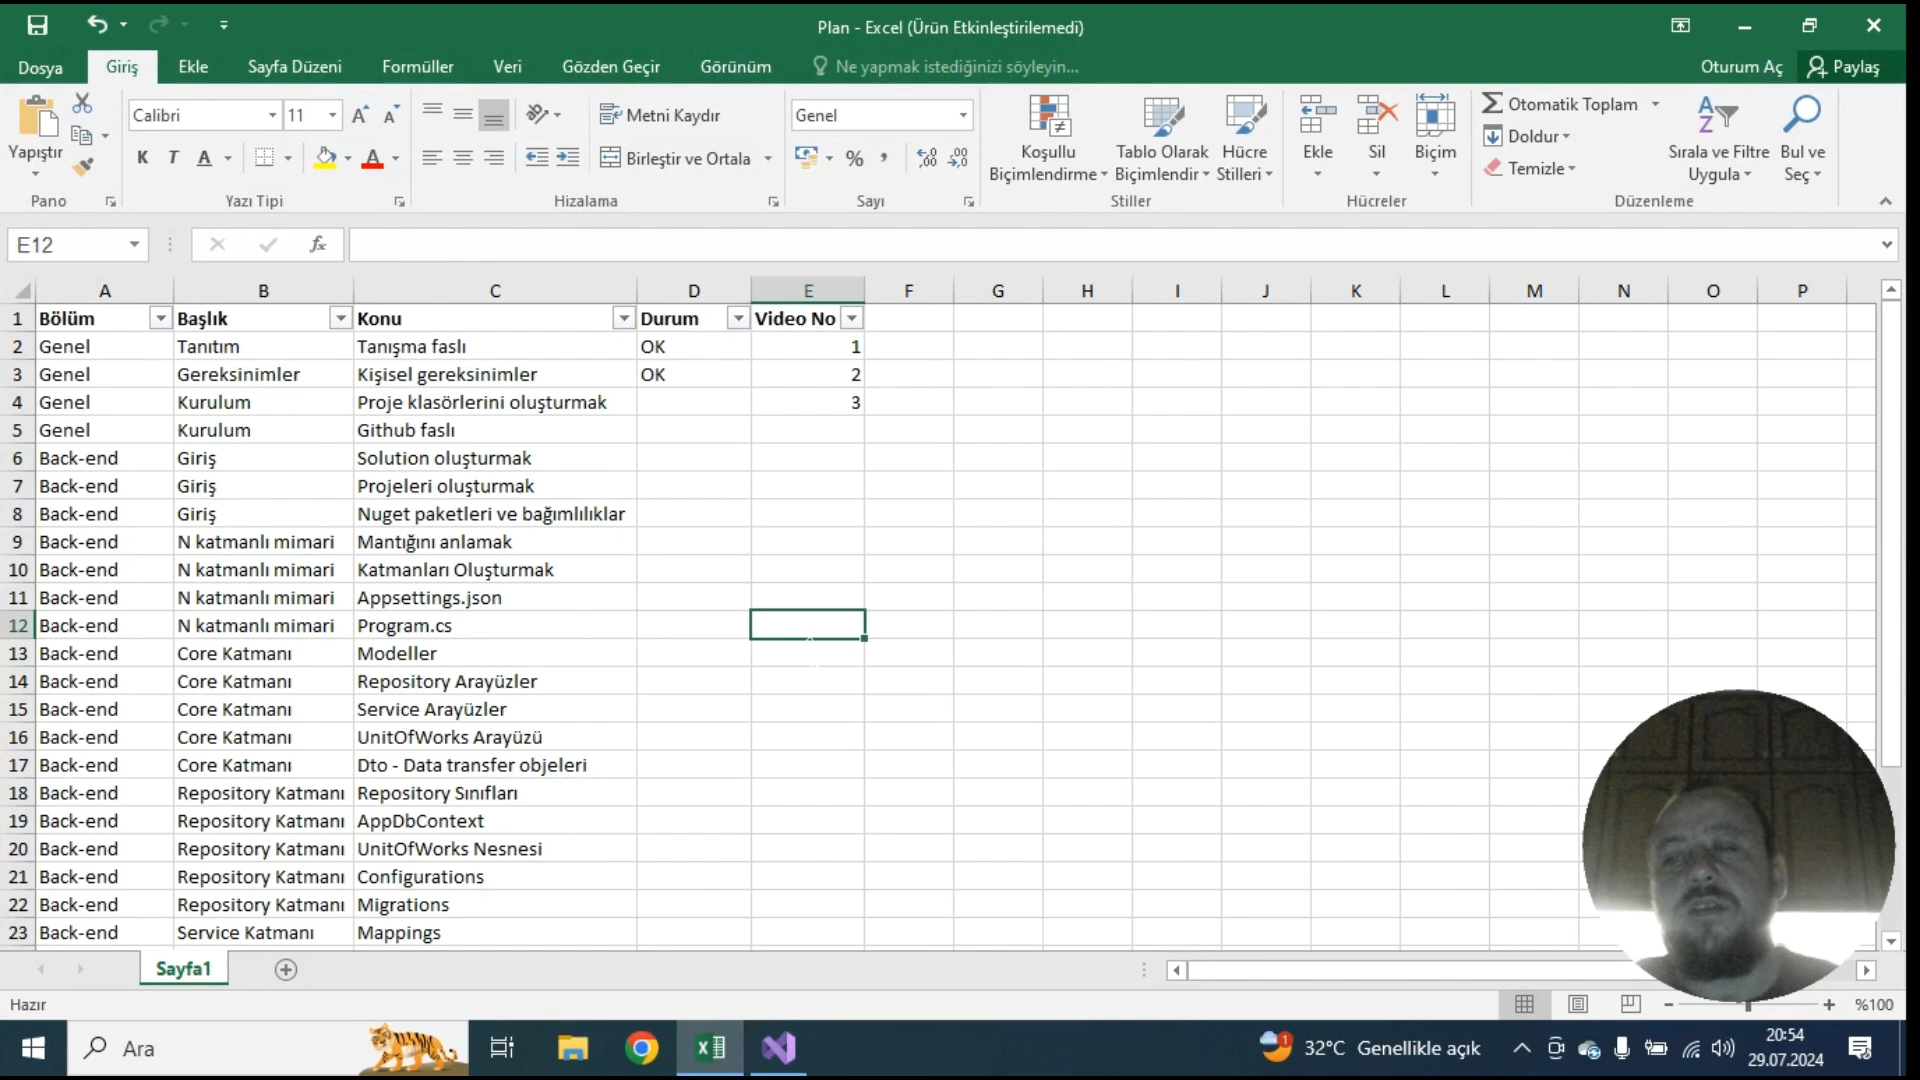 Plan - Excel (Ürün Etkinleştirilemedi)
Dosya Giriş Ekle Sayfa Düzeni Formüller Veri Gözden Geçir Görünüm Ne yapmak istediğinizi söyleyin... Oturum Aç Paylaş
Yapıştır
Calibri 11
K T A A
Metni Kaydır
Birleştir ve Ortala
Genel
%
Koşullu Biçimlendirme
Tablo Olarak Biçimlendir
Hücre Stilleri
Ekle
Sil
Biçim
Otomatik Toplam
Doldur
Temizle
Sırala ve Filtre Uygula
Bul ve Seç
Pano Yazı Tipi Hizalama Sayı Stiller Hücreler Düzenleme
E12 fx
A B C D E F G H I J K L M N O P
1 Bölüm Başlık Konu Durum Video No
2 Genel Tanıtım Tanışma faslı OK 1
3 Genel Gereksinimler Kişisel gereksinimler OK 2
4 Genel Kurulum Proje klasörlerini oluşturmak 3
5 Genel Kurulum Github faslı
6 Back-end Giriş Solution oluşturmak
7 Back-end Giriş Projeleri oluşturmak
8 Back-end Giriş Nuget paketleri ve bağımlılıklar
9 Back-end N katmanlı mimari Mantığını anlamak
10 Back-end N katmanlı mimari Katmanları Oluşturmak
11 Back-end N katmanlı mimari Appsettings.json
12 Back-end N katmanlı mimari Program.cs
13 Back-end Core Katmanı Modeller
14 Back-end Core Katmanı Repository Arayüzler
15 Back-end Core Katmanı Service Arayüzler
16 Back-end Core Katmanı UnitOfWorks Arayüzü
17 Back-end Core Katmanı Dto - Data transfer objeleri
18 Back-end Repository Katmanı Repository Sınıfları
19 Back-end Repository Katmanı AppDbContext
20 Back-end Repository Katmanı UnitOfWorks Nesnesi
21 Back-end Repository Katmanı Configurations
22 Back-end Repository Katmanı Migrations
23 Back-end Service Katmanı Mappings
Sayfa1
Hazır %100
Ara 32°C Genellikle açık 20:54
29.07.2024